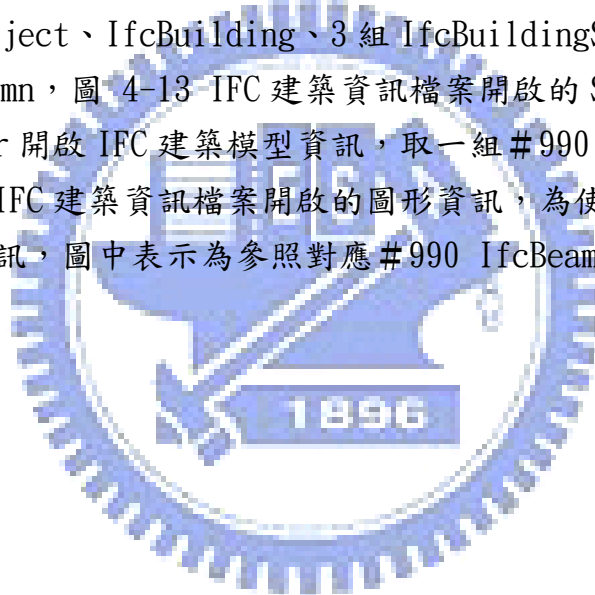 ject、IfcBuilding、3 組 IfcBuildingS
mn，圖 4-13 IFC 建築資訊檔案開啟的 S
r 開啟 IFC 建築模型資訊，取一組＃990
IFC 建築資訊檔案開啟的圖形資訊，為使
訊，圖中表示為參照對應＃990 IfcBeam
1896